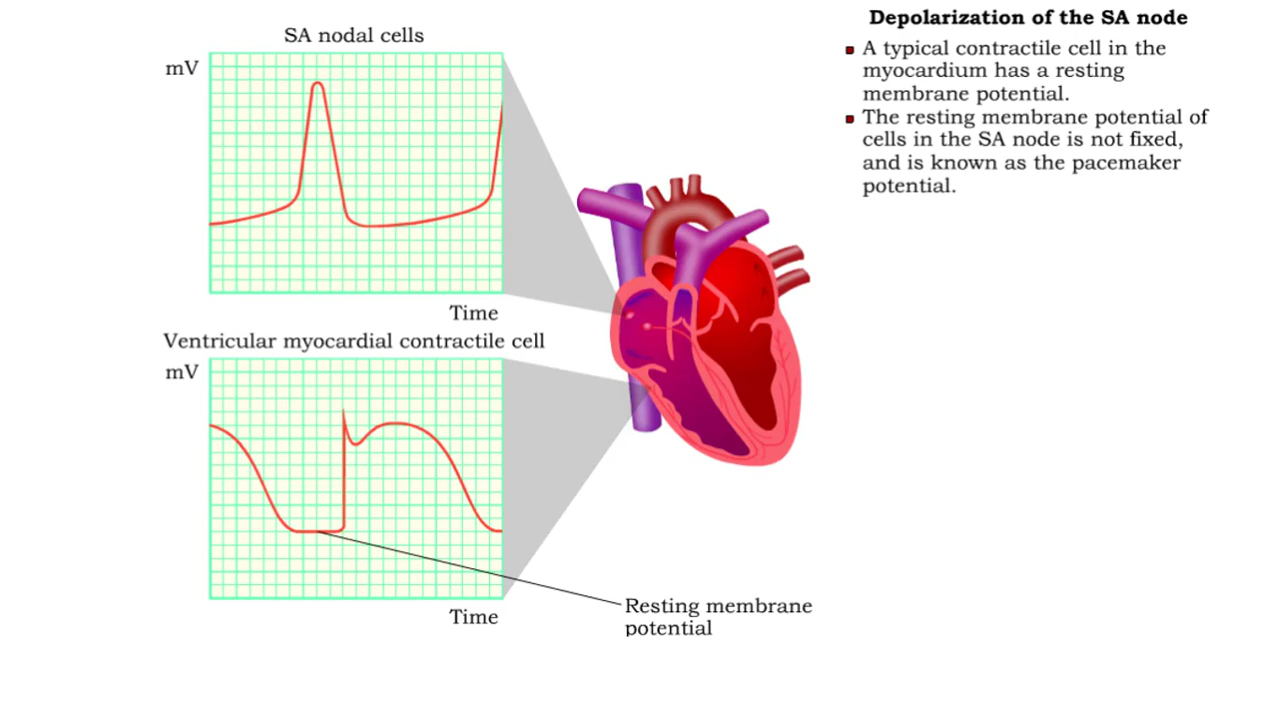 SA nodal cells
mV
Time
Ventricular myocardial contractile cell
mV
Time
Resting membrane
potential
Depolarization of the SA node
A typical contractile cell in the
myocardium has a resting
membrane potential.
The resting membrane potential of
cells in the SA node is not fixed,
and is known as the pacemaker
potential.